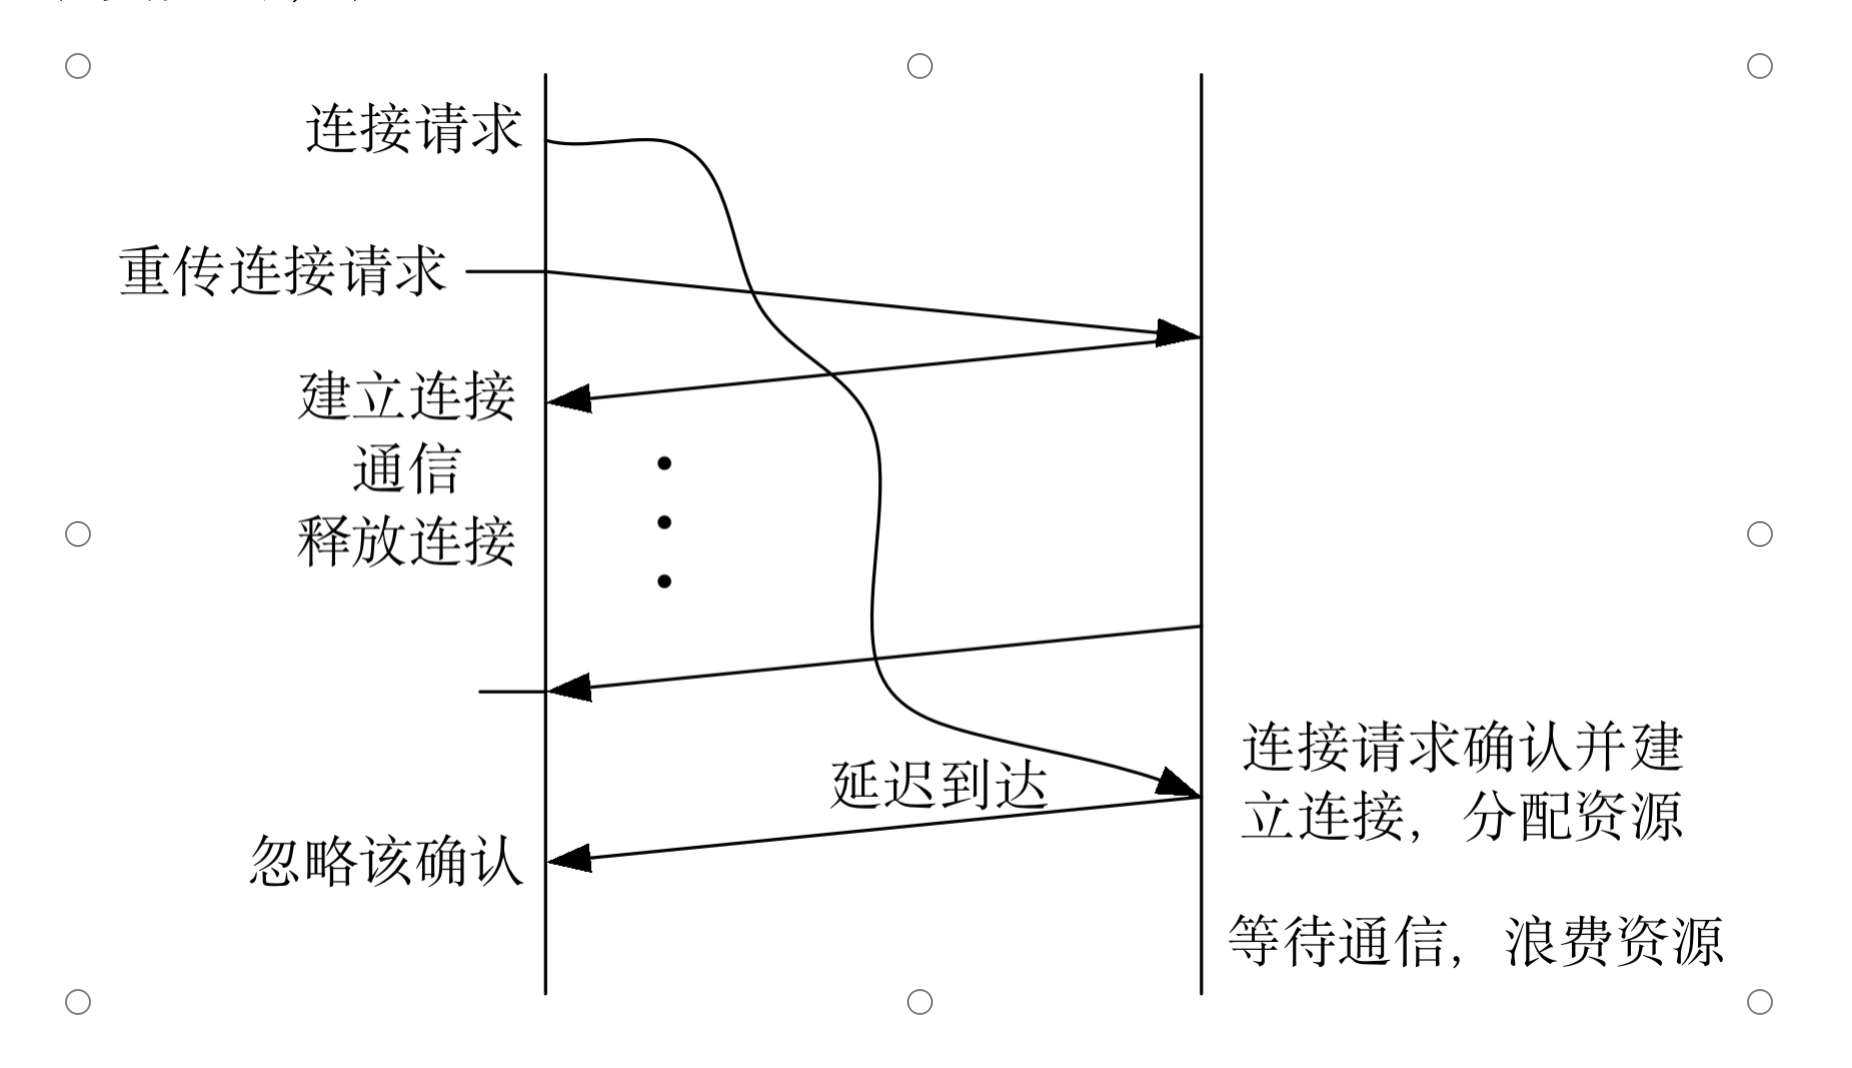 连接请求
重传连接请求
建立连接
通信
释放连接
延迟到达
连接请求确认并建
立连接，分配资源
忽略该确认
等待通信，浪费资源